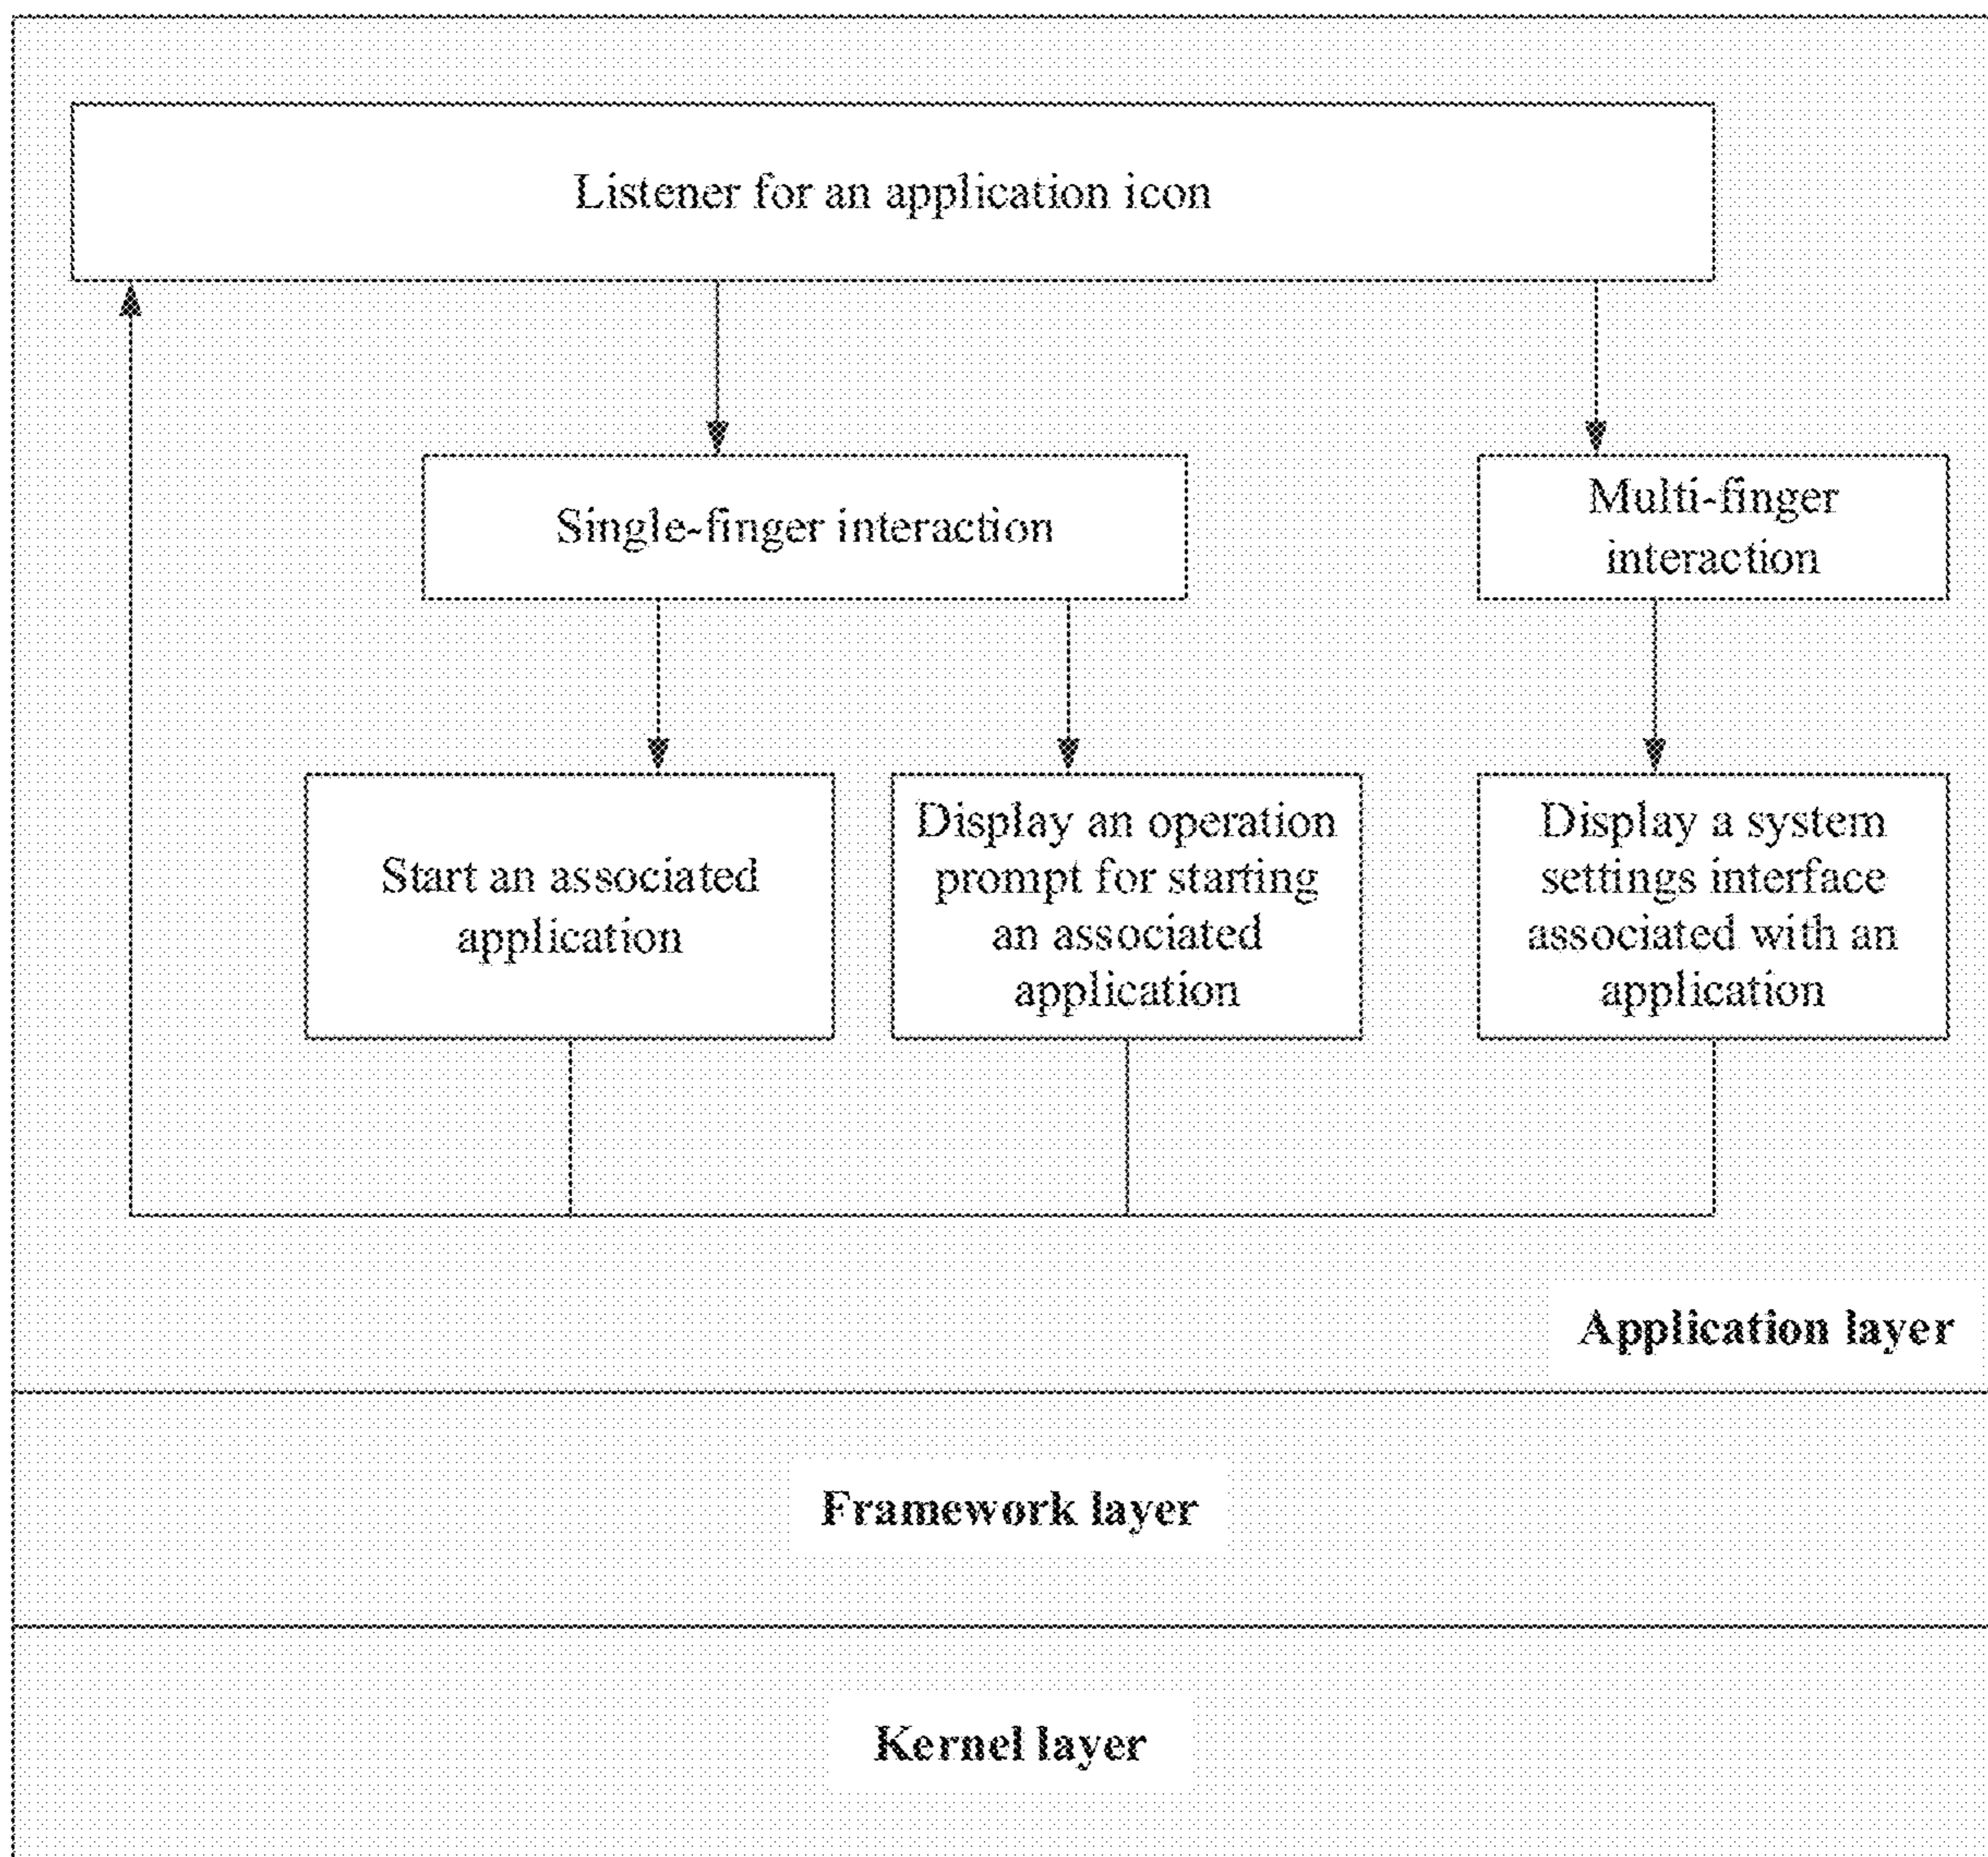 Listener for an application icon
Single-finger interaction
Multi-finger
interaction
Start an associated
application
Display an operation
prompt for starting
an associated
application
Display a system
settings interface
associated with an
application
Application layer
Framework layer
Kernel layer